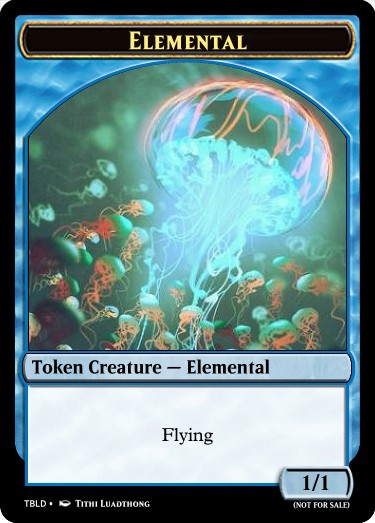 Elemental
Token Creature — Elemental
Flying
1/1
TBLD • Tithi Luadthong
(NOT FOR SALE)